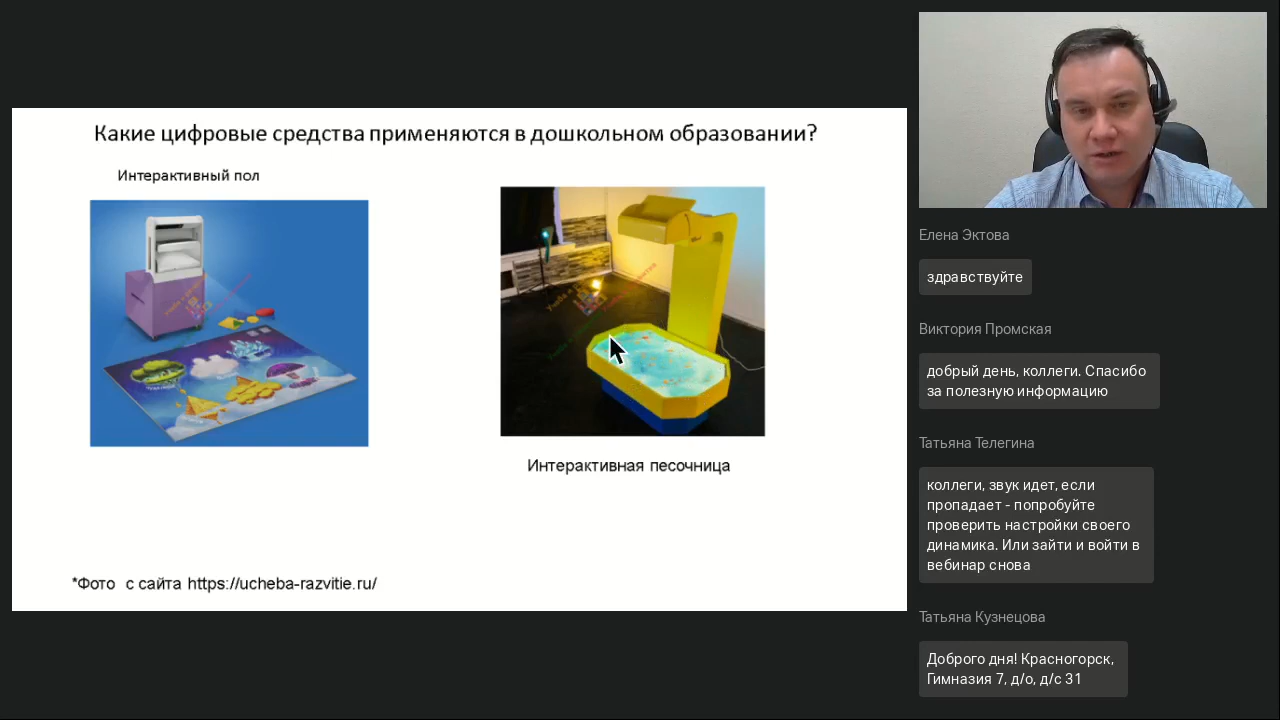 Какие цифровые средства применяются в дошкольном образовании?
Интерактивный пол
Интерактивная песочница
*Фото с сайта https://ucheba-razvitie.ru/
Елена Эктова
здравствуйте
Виктория Промская
добрый день, коллеги. Спасибо
за полезную информацию
Татьяна Телегина
коллеги, звук идет, если
пропадает - попробуйте
проверить настройки своего
динамика. Или зайти и войти в
вебинар снова
Татьяна Кузнецова
Доброго дня! Красногорск,
Гимназия 7, д/о, д/с 31